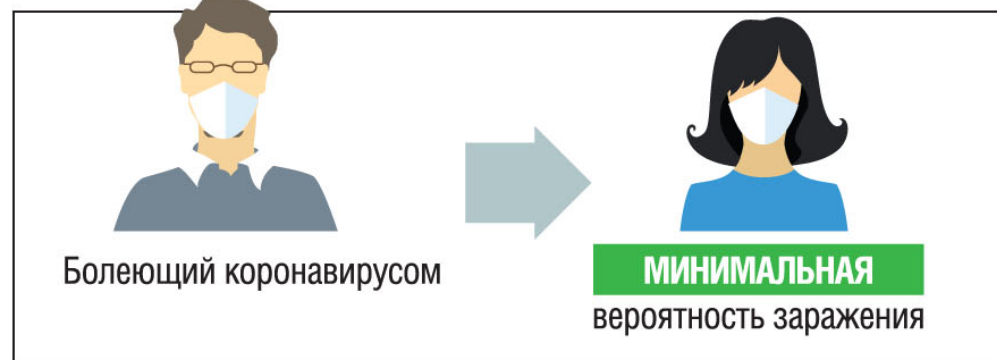 Болеющий коронавирусом
МИНИМАЛЬНАЯ
вероятность заражения